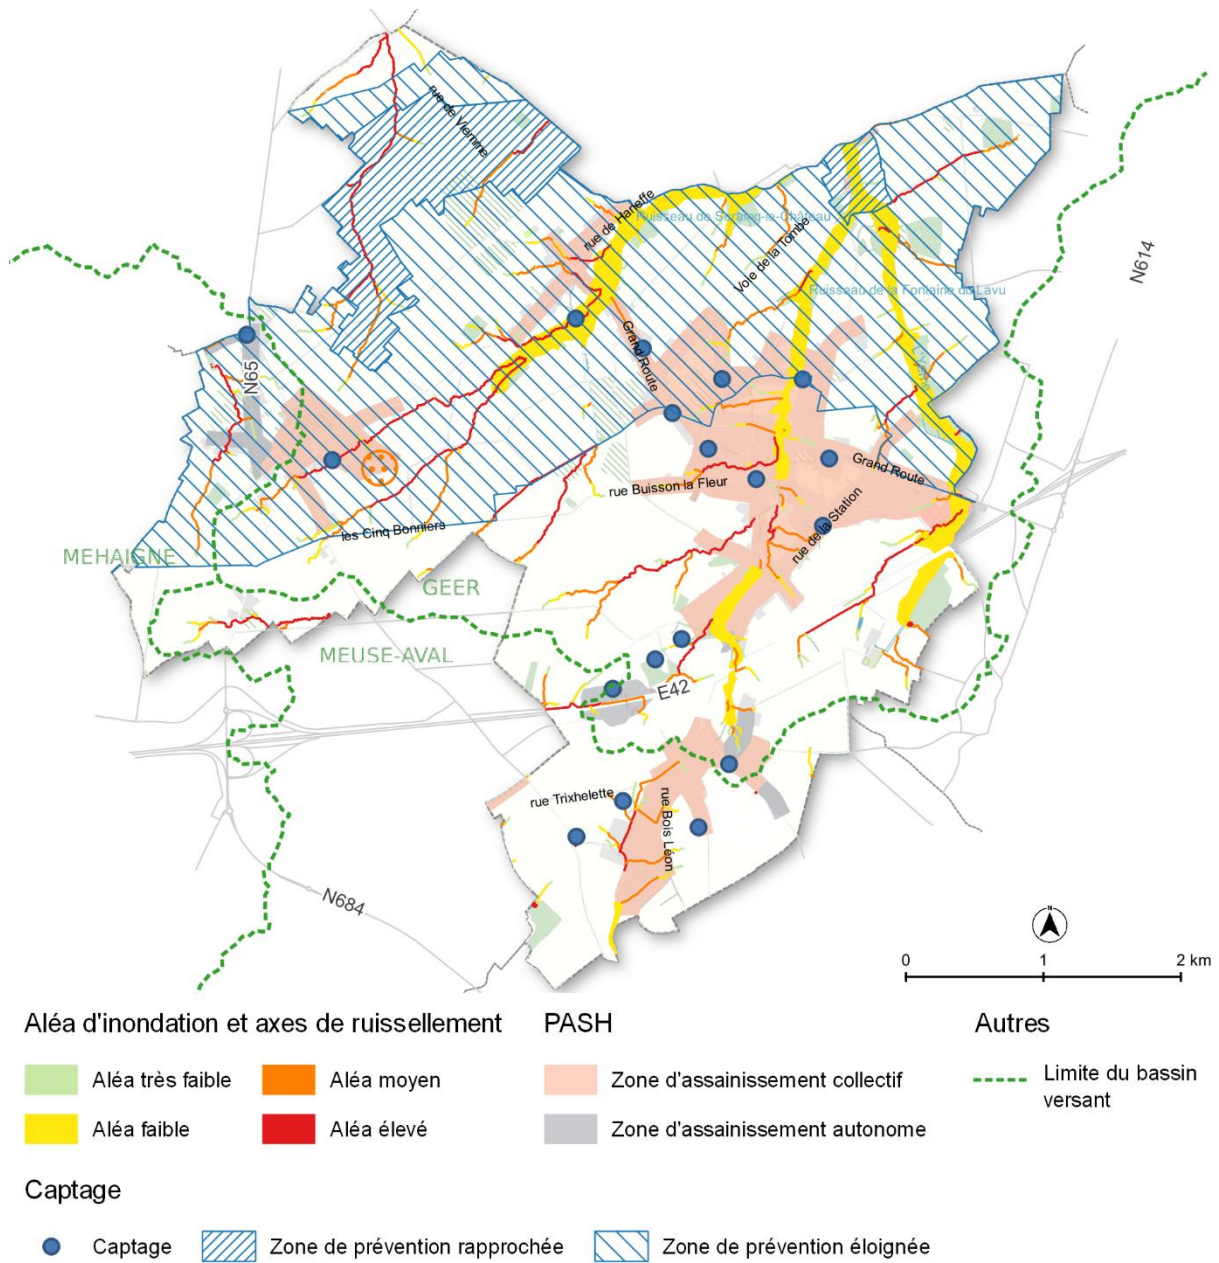 rue de Viemme
rue de Haneffe
Ruisseau de Serbing-le-Château
Voie de la Tombe
N614
Ruisseau de la Fontaine du Lavu
Grand Route
N65
L'Yerne
Grand Route
rue Buisson la Fleur
rue de la Station
les Cinq Bonniers
MEHAIGNE
GEER
MEUSE-AVAL
E42
rue Trixhelette
rue Bois Léon
N684
N
0 1 2 km
Aléa d'inondation et axes de ruissellement
Aléa très faible
Aléa moyen
Aléa faible
Aléa élevé
PASH
Zone d'assainissement collectif
Zone d'assainissement autonome
Autres
Limite du bassin
versant
Captage
Captage
Zone de prévention rapprochée
Zone de prévention éloignée